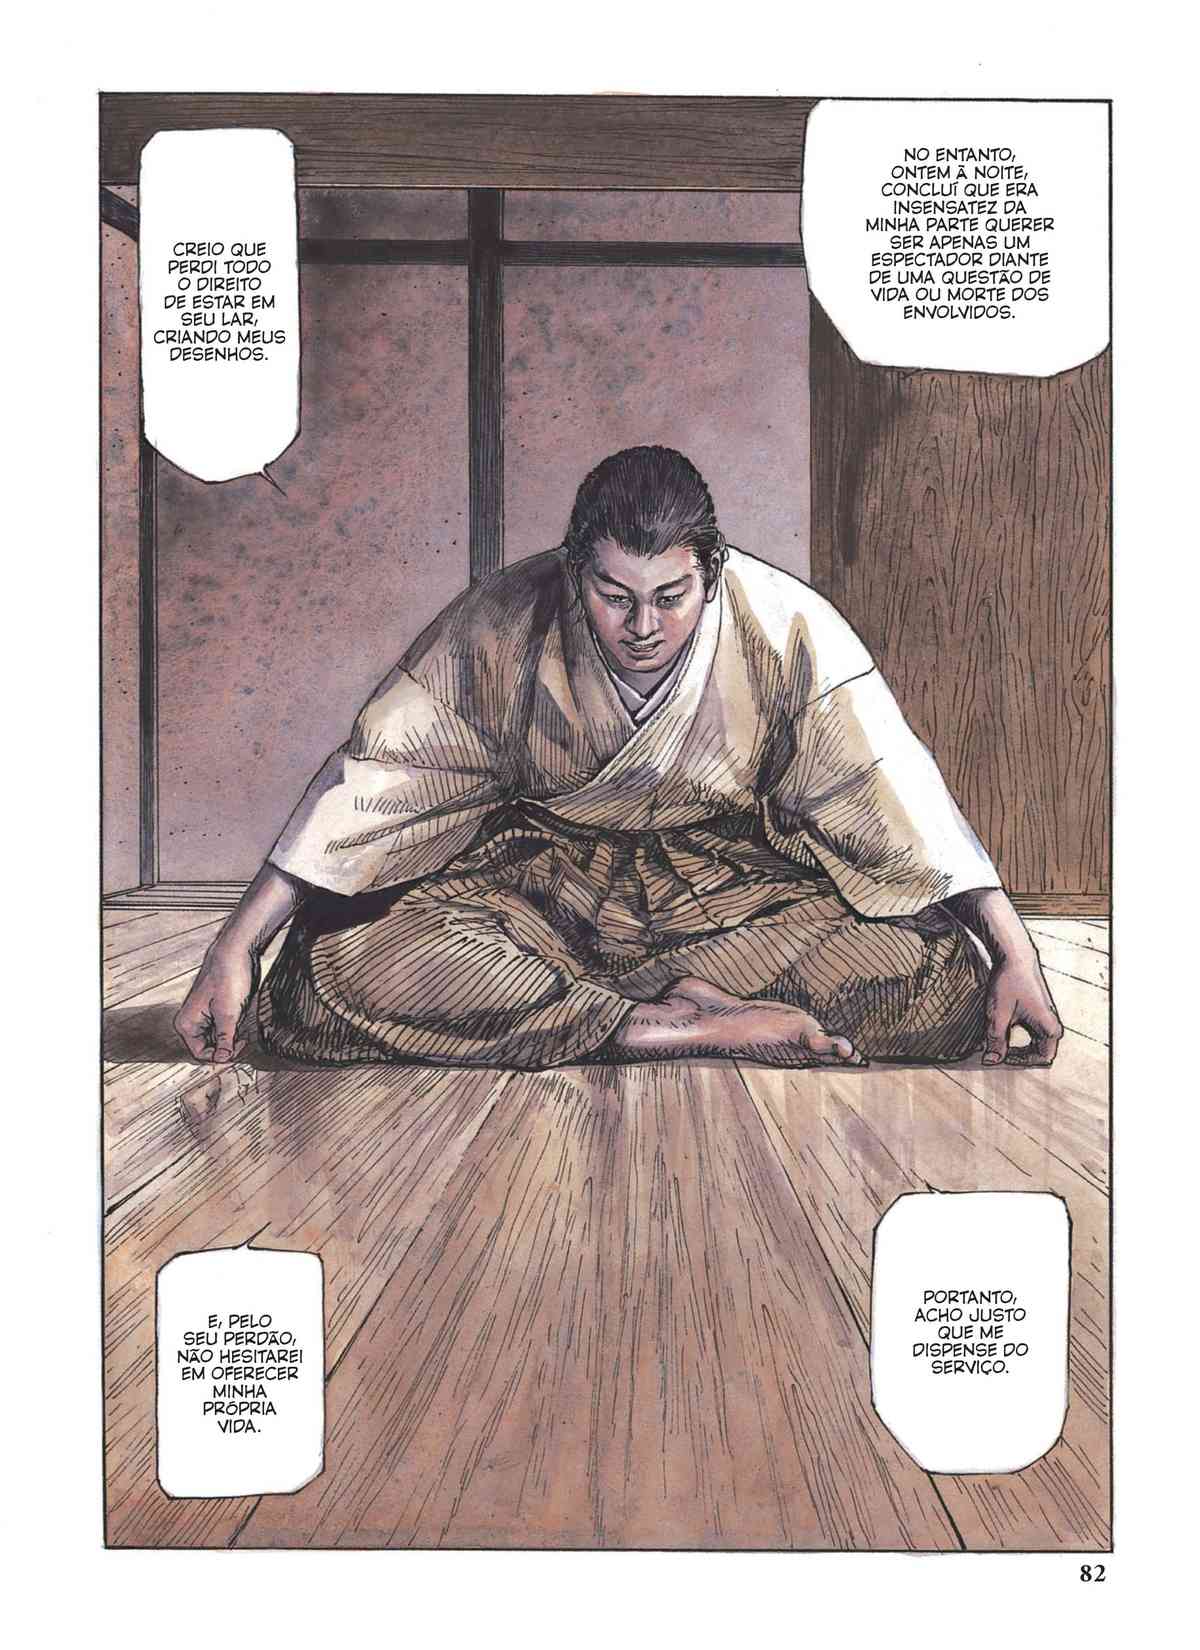 NO ENTANTO,
ONTEM À NOITE,
CONCLUÍ QUE ERA
INSENSATEZ DA
MINHA PARTE QUERER
SER APENAS UM
ESPECTADOR DIANTE
DE UMA QUESTÃO DE
VIDA OU MORTE DOS
ENVOLVIDOS.
CREIO QUE
PERDI TODO
O DIREITO
DE ESTAR EM
SEU LAR,
CRIANDO MEUS
DESENHOS.
PORTANTO,
ACHO JUSTO
QUE ME
DISPENSE DO
SERVIÇO.
E, PELO
SEU PERDÃO,
NÃO HESITAREI
EM OFERECER
MINHA
PRÓPRIA
VIDA.
82